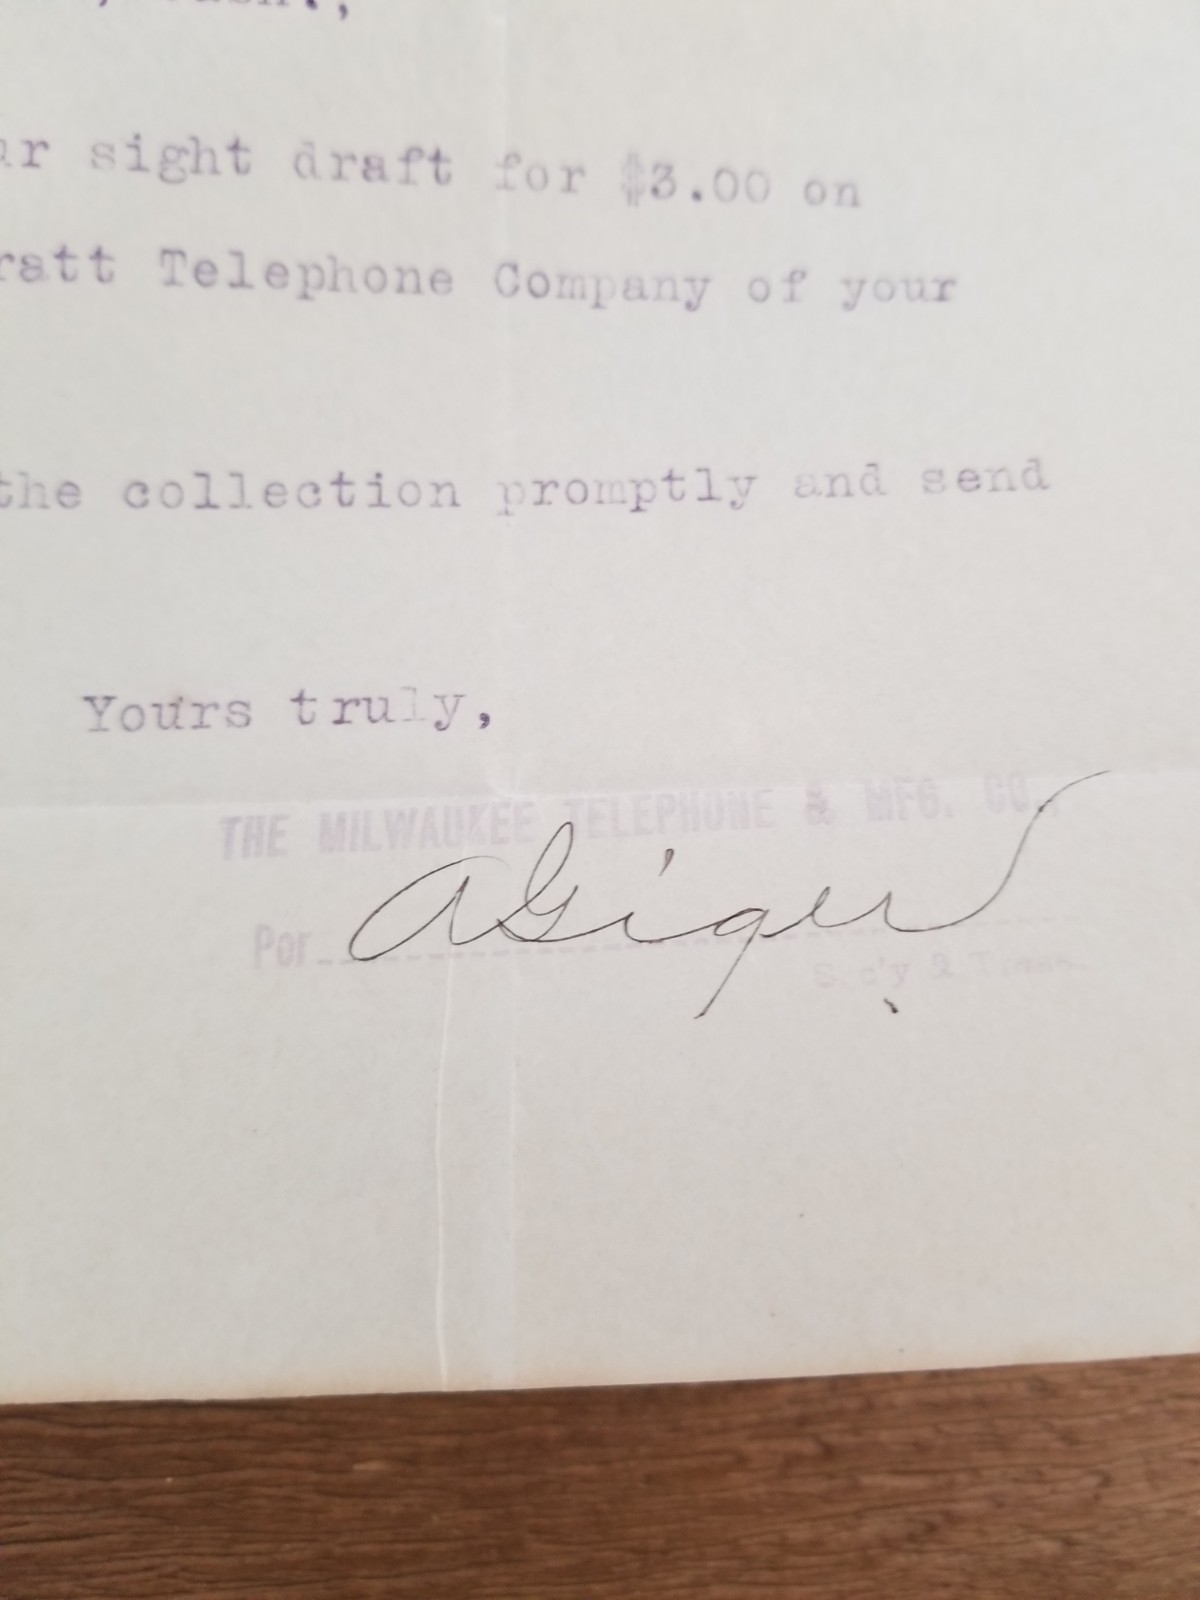 sight draft for $3.00 on
ratt Telephone Company of your
the collection promptly and send
Yours truly,
THE MILWAUKEE TELEPHONE & MFG. CO.,
Per
AGiger
Sec'y & Treas.